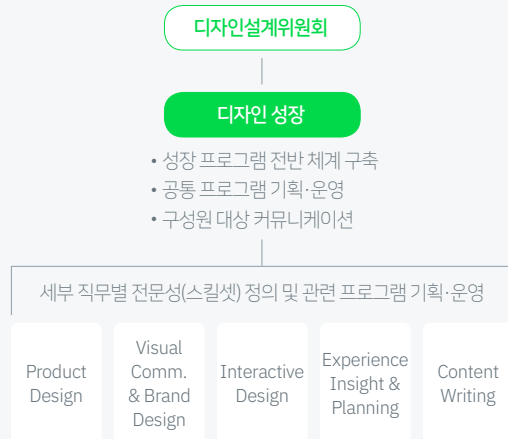 디자인설계위원회
디자인 성장
• 성장 프로그램 전반 체계 구축
• 공통 프로그램 기획·운영
• 구성원 대상 커뮤니케이션
세부 직무별 전문성(스킬셋) 정의 및 관련 프로그램 기획·운영
Product
Design
Visual
Comm.
& Brand
Design
Interactive
Design
Experience
Insight &
Planning
Content
Writing